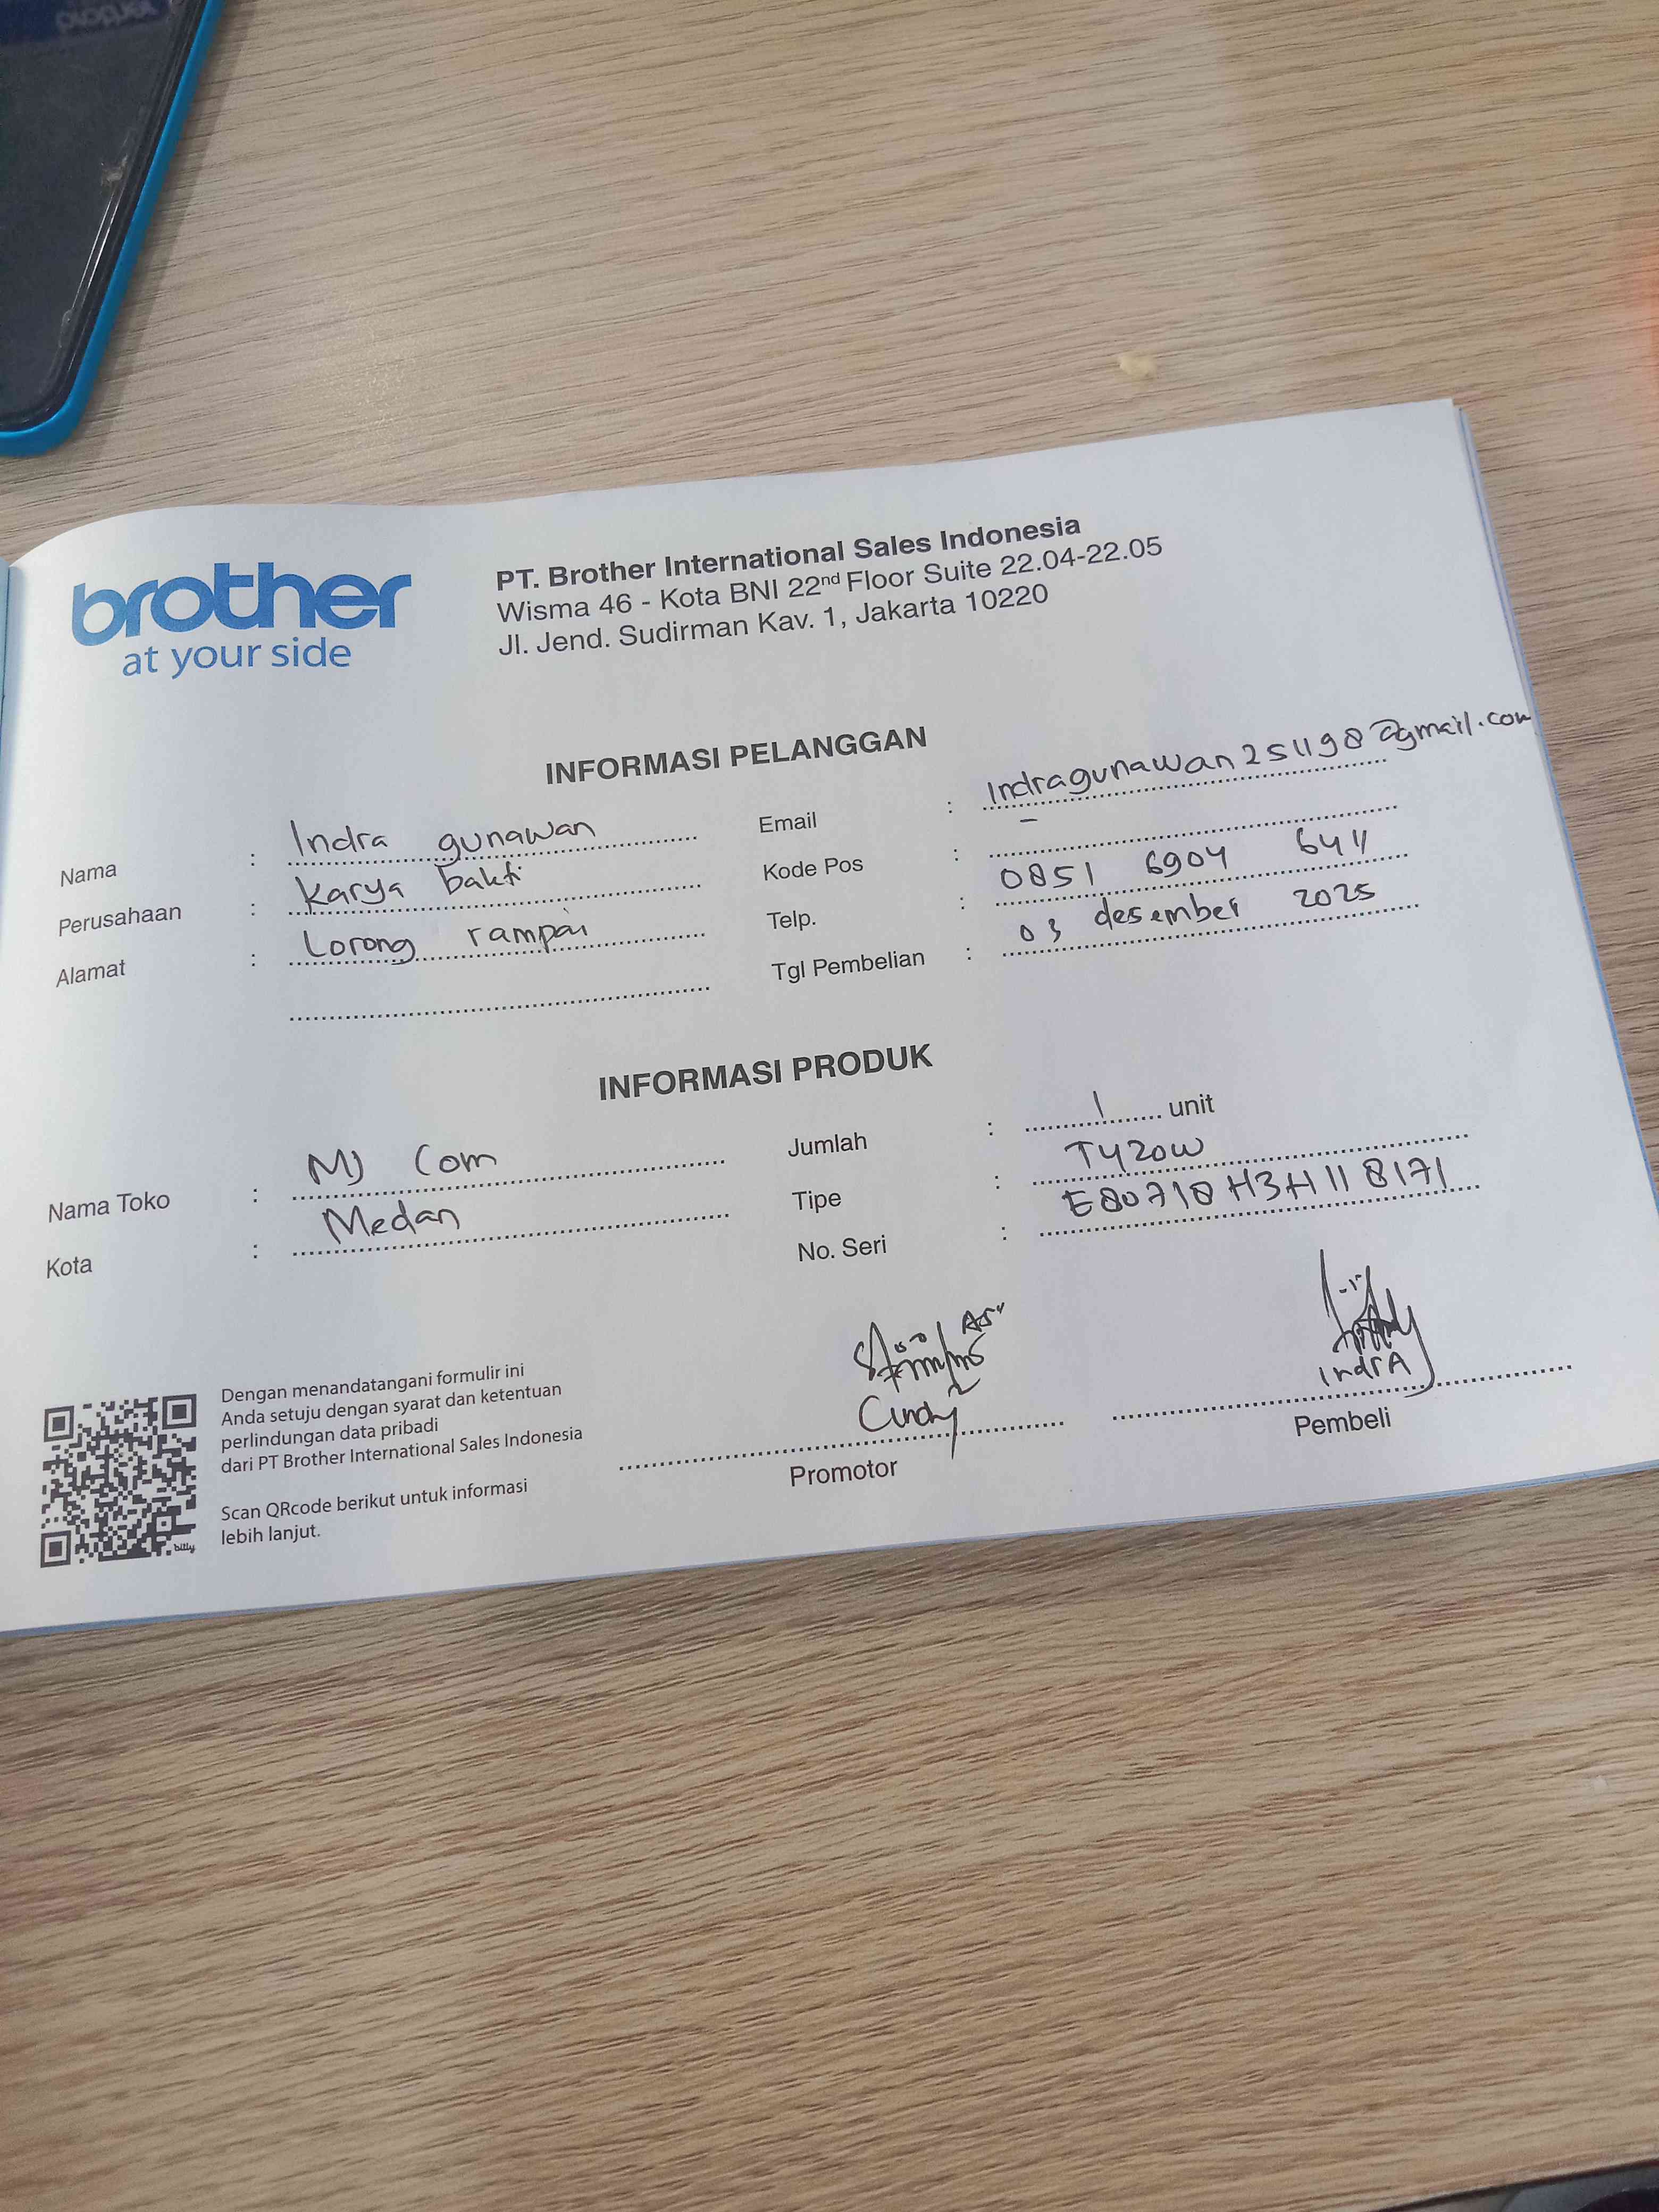 brother
at your side
PT. Brother International Sales Indonesia
Wisma 46 - Kota BNI 22nd Floor Suite 22.04-22.05
Jl. Jend. Sudirman Kav. 1, Jakarta 10220
INFORMASI PELANGGAN
Nama : Indra gunawan
Perusahaan : Karya bakti
Alamat : Lorong rampai
Email : Indragunawan251198@gmail.com
Kode Pos : -
Telp. : 0851 6904 6411
Tgl Pembelian : 03 desember 2025
INFORMASI PRODUK
Nama Toko : MJ Com
Kota : Medan
Jumlah : 1 unit
Tipe : T420W
No. Seri : E80718H3H118171
Dengan menandatangani formulir ini
Anda setuju dengan syarat dan ketentuan
perlindungan data pribadi
dari PT Brother International Sales Indonesia
Scan QRcode berikut untuk informasi
lebih lanjut.
bitly
Cindy
Promotor
IndrA
Pembeli